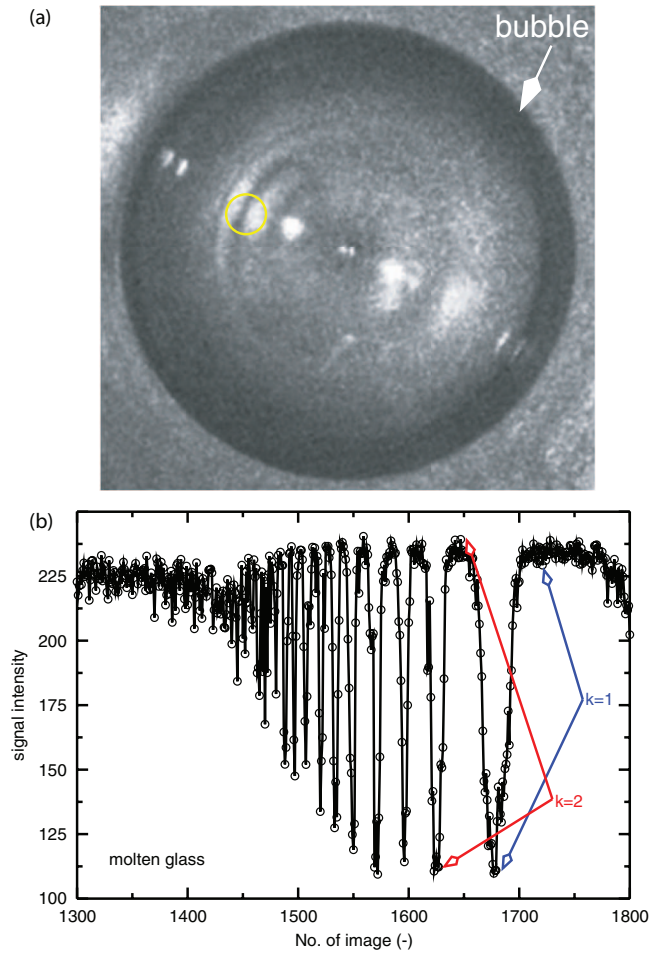 (a)
bubble
(b)
225
200
175
150
125
100
signal intensity
k=1
k=2
molten glass
1300
1400
1500
1600
1700
1800
No. of image (-)